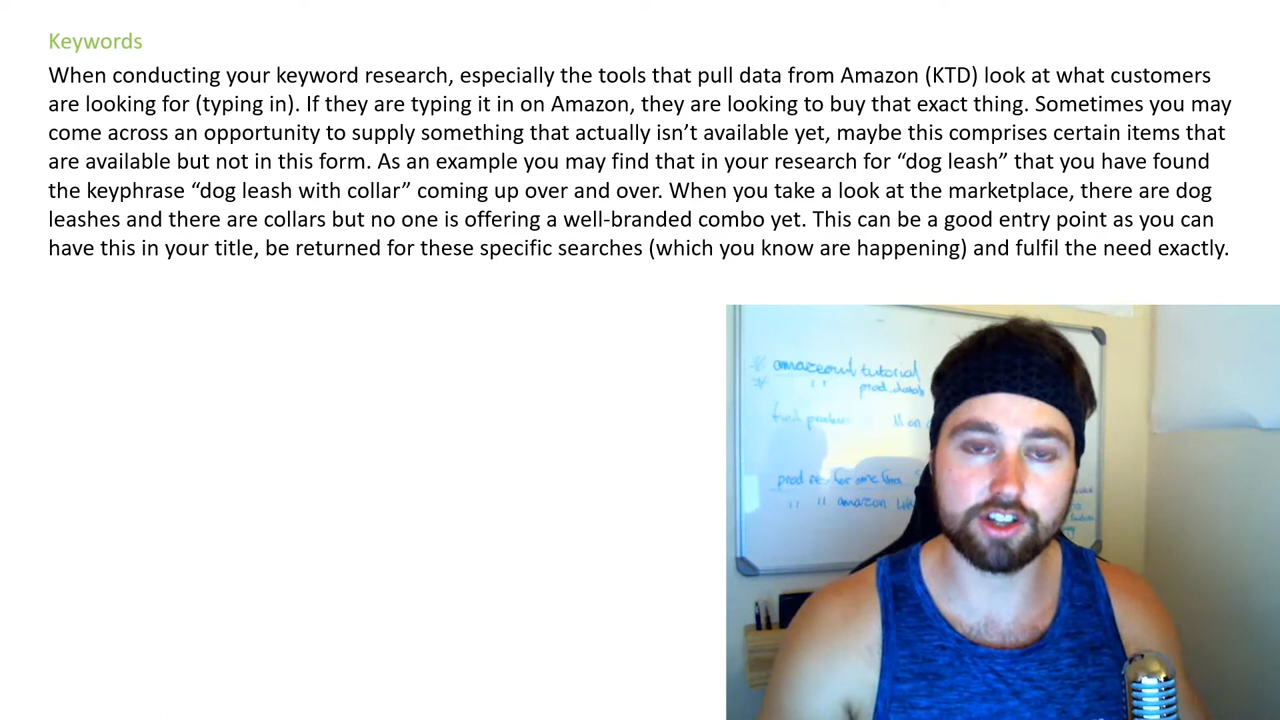 Keywords
When conducting your keyword research, especially the tools that pull data from Amazon (KTD) look at what customers
are looking for (typing in). If they are typing it in on Amazon, they are looking to buy that exact thing. Sometimes you may
come across an opportunity to supply something that actually isn’t available yet, maybe this comprises certain items that
are available but not in this form. As an example you may find that in your research for “dog leash” that you have found
the keyphrase “dog leash with collar” coming up over and over. When you take a look at the marketplace, there are dog
leashes and there are collars but no one is offering a well-branded combo yet. This can be a good entry point as you can
have this in your title, be returned for these specific searches (which you know are happening) and fulfil the need exactly.
tutorial
prod.
prod
amazon